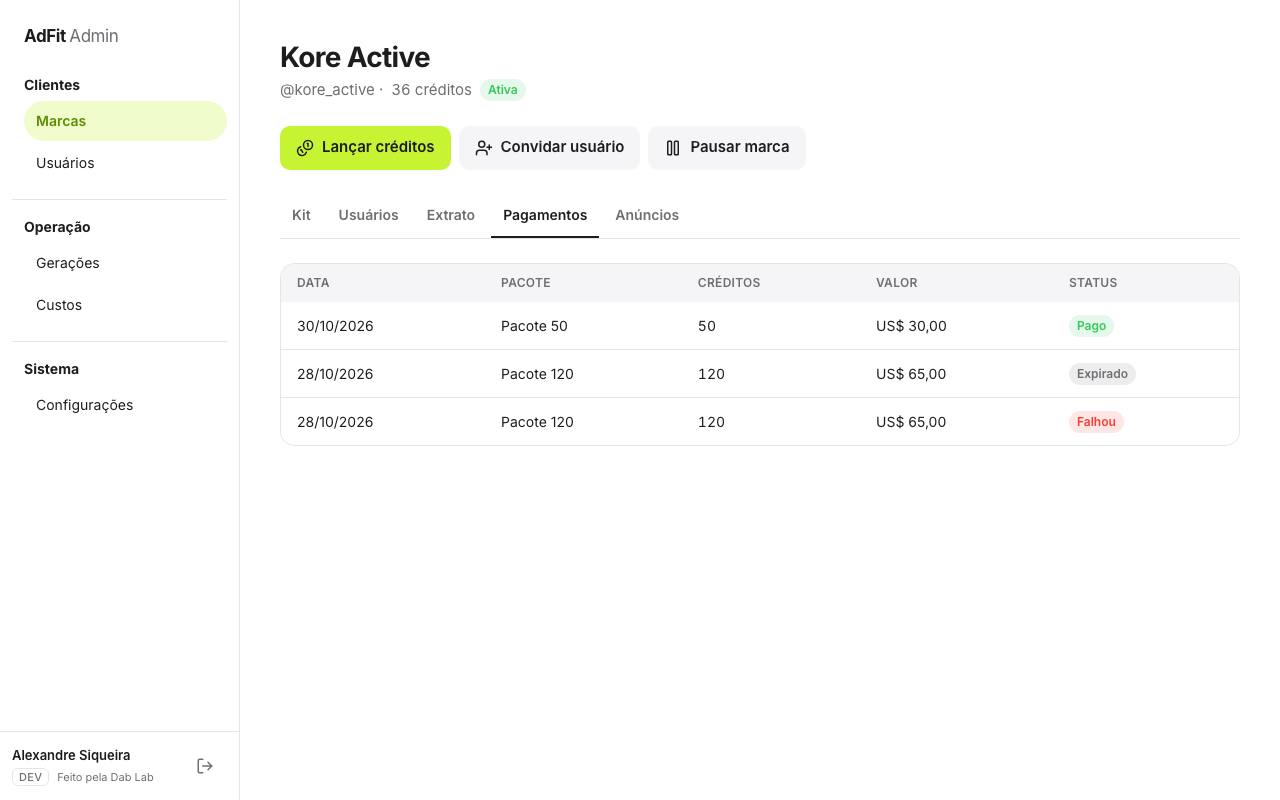 AdFit Admin
Clientes
Marcas
Usuários
Operação
Gerações
Custos
Sistema
Configurações
Alexandre Siqueira
DEV Feito pela Dab Lab
Kore Active
@kore_active · 36 créditos Ativa
Lançar créditos Convidar usuário Pausar marca
Kit Usuários Extrato Pagamentos Anúncios
DATA PACOTE CRÉDITOS VALOR STATUS
30/10/2026 Pacote 50 50 US$ 30,00 Pago
28/10/2026 Pacote 120 120 US$ 65,00 Expirado
28/10/2026 Pacote 120 120 US$ 65,00 Falhou